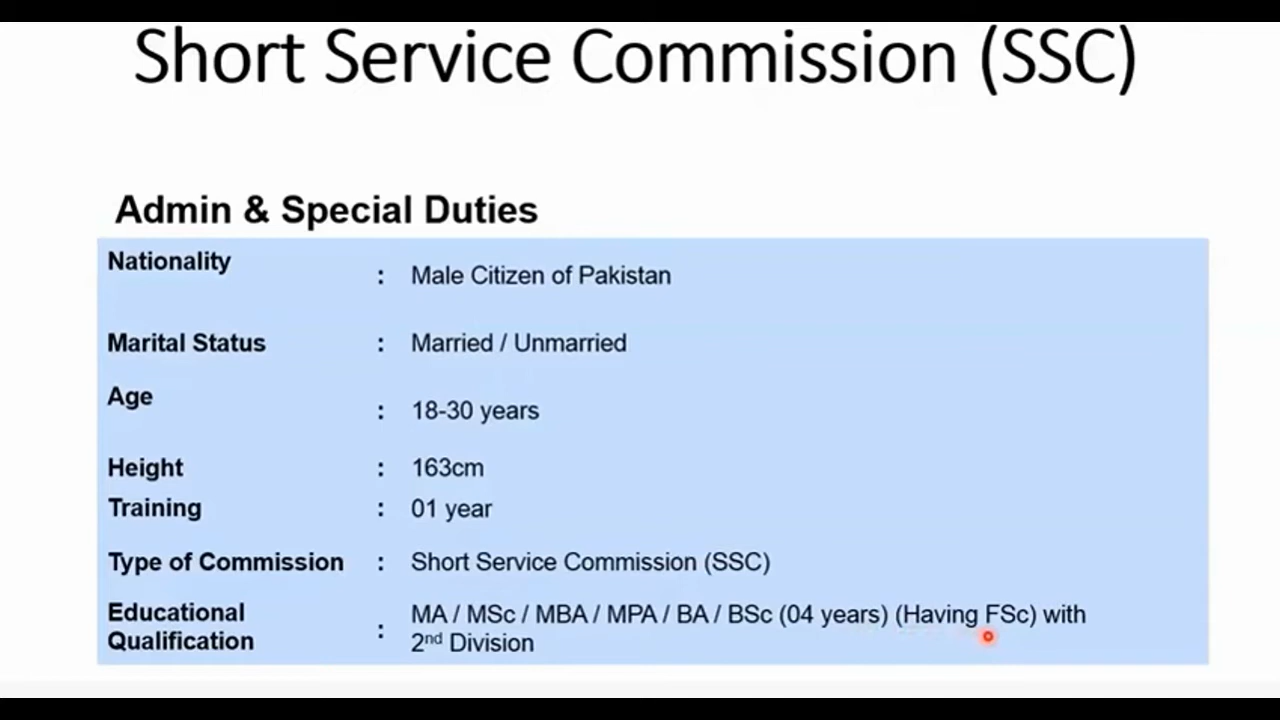 Short Service Commission (SSC)
Admin & Special Duties
Nationality : Male Citizen of Pakistan
Marital Status : Married / Unmarried
Age : 18-30 years
Height : 163cm
Training : 01 year
Type of Commission : Short Service Commission (SSC)
Educational Qualification : MA / MSc / MBA / MPA / BA / BSc (04 years) (Having FSc) with
2nd Division